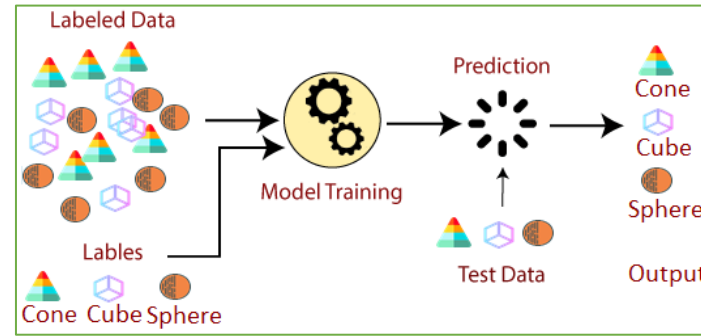 Labeled Data
Prediction
Cone
Cube
Model Training
Sphere
Lables
Test Data
Output
Cone Cube Sphere